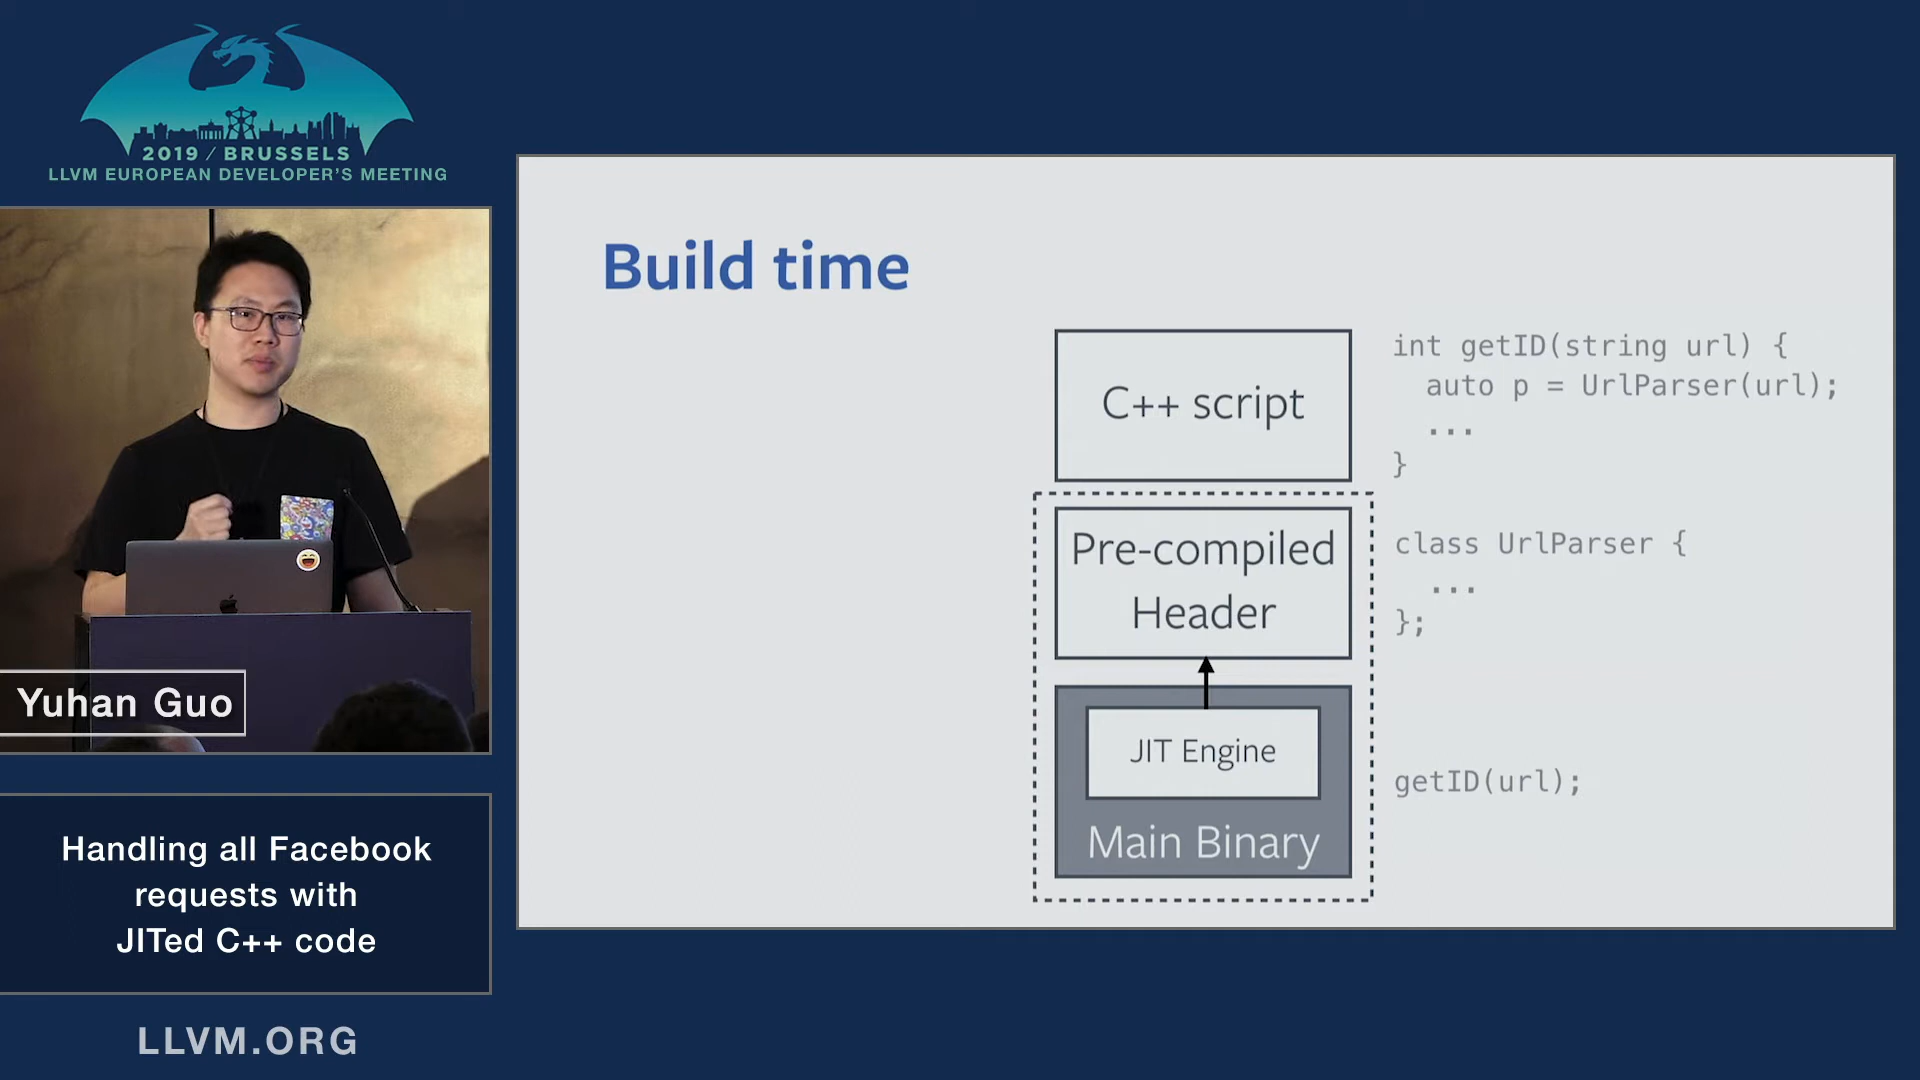 2019 / BRUSSELS
LLVM EUROPEAN DEVELOPER'S MEETING
Yuhan Guo
Handling all Facebook
requests with
JITed C++ code
LLVM.ORG
Build time
C++ script
int getID(string url) {
  auto p = UrlParser(url);
  ...
}
Pre-compiled
Header
class UrlParser {
  ...
};
JIT Engine
Main Binary
getID(url);